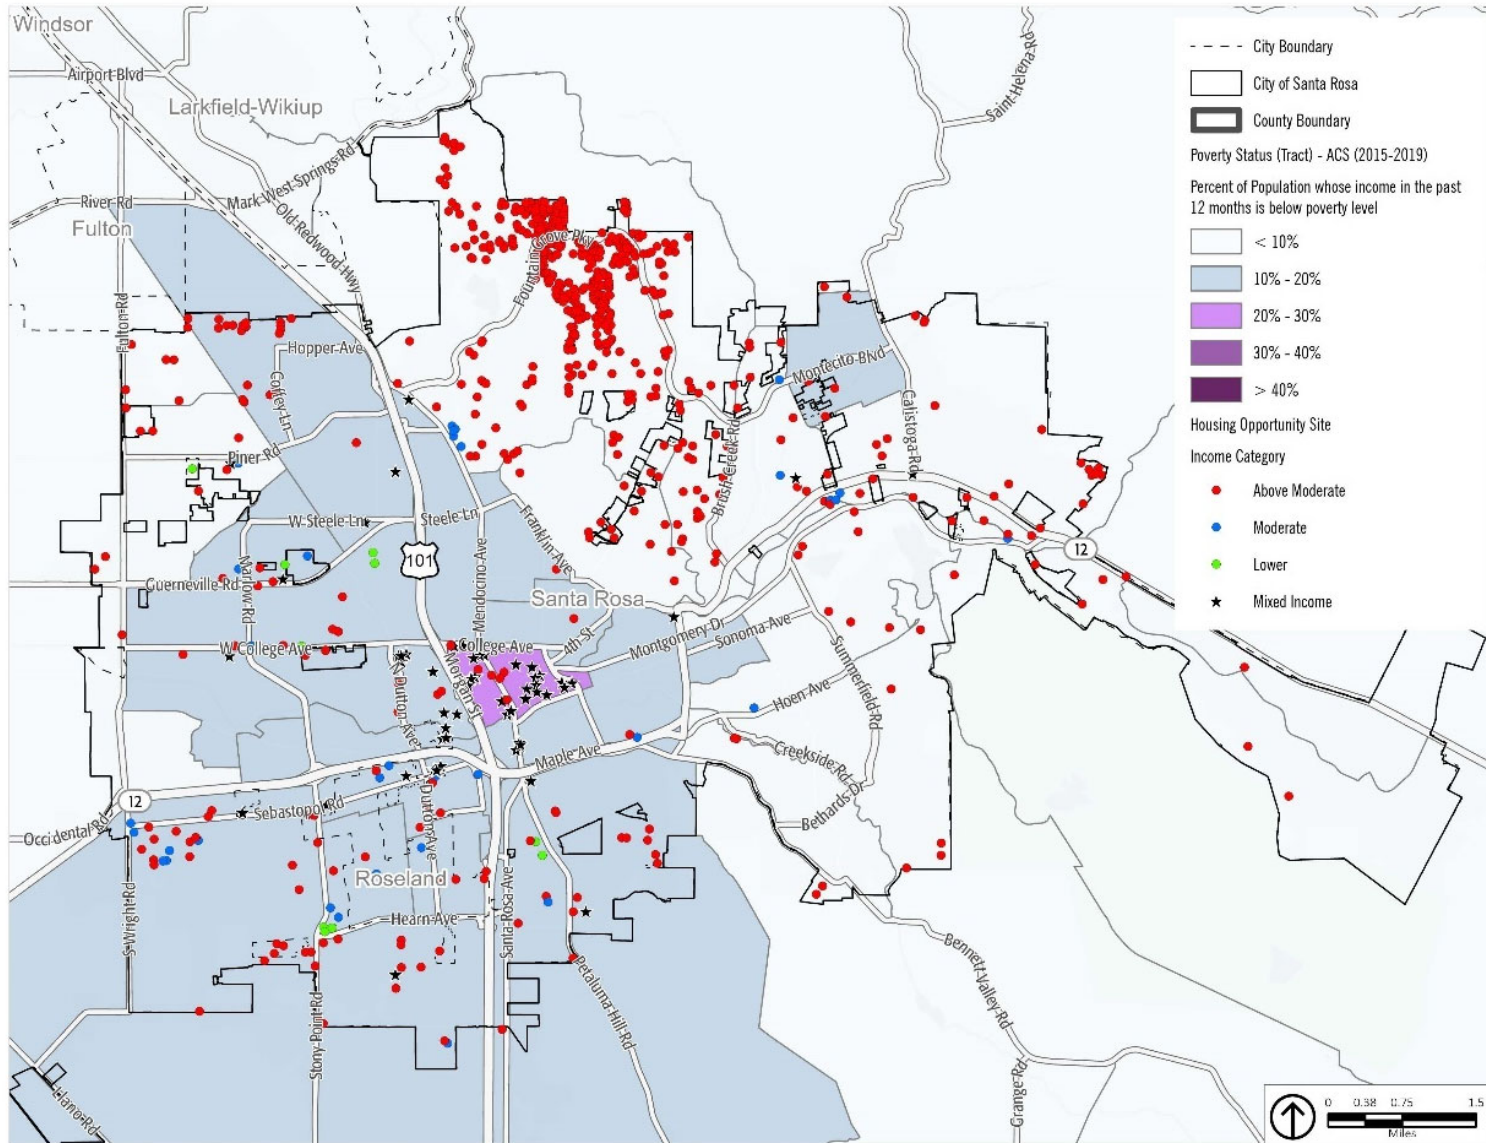 Windsor
Airport Blvd
Larkfield-Wikiup
Saint Helena Rd
Mark West Springs Rd
River Rd
Old Redwood Hwy
Fulton
Fountain Grove Pky
Fulton Rd
Hopper Ave
Coffey Ln
Montecito Blvd
Calistoga Rd
Brush Creek Rd
Piner Rd
W Steele Ln
Steele Ln
Franklin Ave
101
12
Marlow Rd
Mendocino Ave
Guerneville Rd
Santa Rosa
4th St
Montgomery Dr
Sonoma Ave
W College Ave
College Ave
Morgan St
N Dutton Ave
Summerfield Rd
Hoen Ave
Maple Ave
Creekside Rd
Bethards Dr
12
Occidental Rd
Sebastopol Rd
Dutton Ave
Roseland
S Wright Rd
Hearn Ave
Santa Rosa Ave
Stony Point Rd
Petaluma Hill Rd
Bennett Valley Rd
Grange Rd
Llano Rd
City Boundary
City of Santa Rosa
County Boundary
Poverty Status (Tract) - ACS (2015-2019)
Percent of Population whose income in the past
12 months is below poverty level
< 10%
10% - 20%
20% - 30%
30% - 40%
> 40%
Housing Opportunity Site
Income Category
Above Moderate
Moderate
Lower
Mixed Income
0 0.38 0.75 1.5
Miles